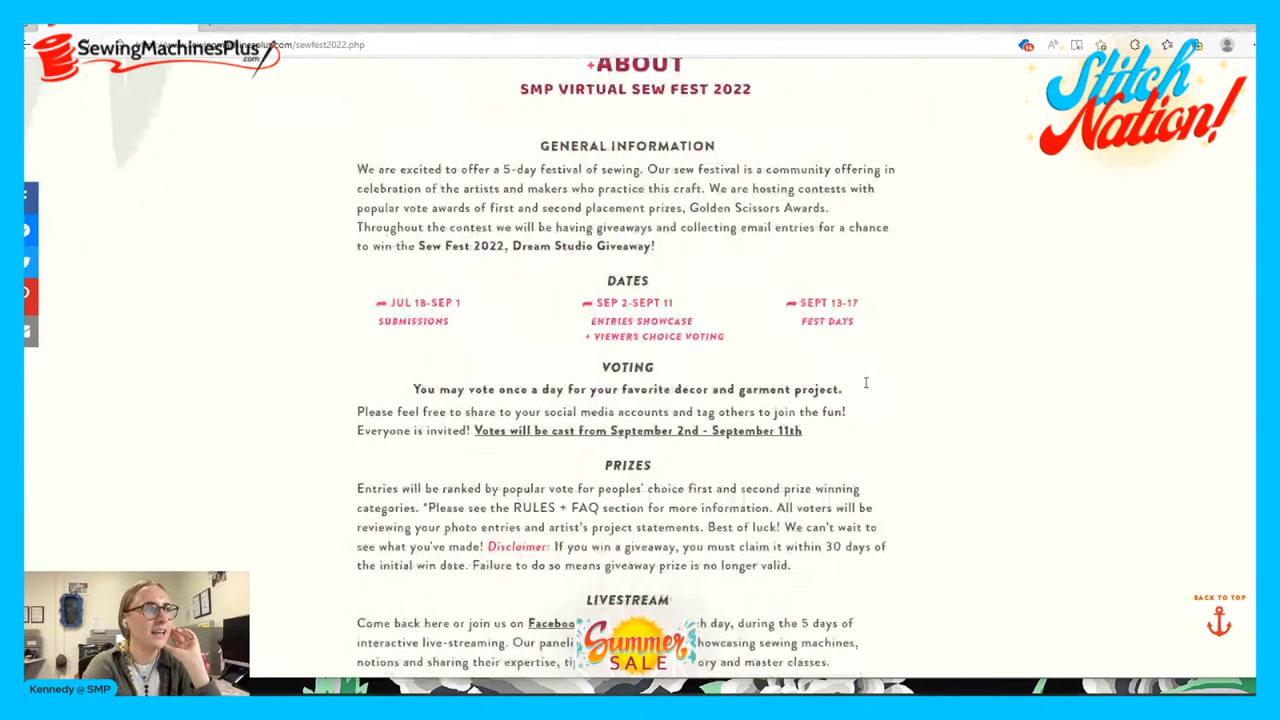 SewingMachinesPlus
.com
.com/sewfest2022.php
Stitch
Nation!
ABOUT
SMP VIRTUAL SEW FEST 2022
GENERAL INFORMATION
We are excited to offer a 5-day festival of sewing. Our sew festival is a community offering in
celebration of the artists and makers who practice this craft. We are hosting contests with
popular vote awards of first and second placement prizes, Golden Scissors Awards.
Throughout the contest we will be having giveaways and collecting email entries for a chance
to win the Sew Fest 2022, Dream Studio Giveaway!
DATES
JUL 18-SEP 1
SEP 2-SEPT 11
SEPT 13-17
SUBMISSIONS
ENTRIES SHOWCASE
FEST DAYS
+ VIEWERS CHOICE VOTING
VOTING
You may vote once a day for your favorite decor and garment project.
Please feel free to share to your social media accounts and tag others to join the fun!
Everyone is invited! Votes will be cast from September 2nd - September 11th
PRIZES
Entries will be ranked by popular vote for peoples' choice first and second prize winning
categories. *Please see the RULES + FAQ section for more information. All voters will be
reviewing your photo entries and artist's project statements. Best of luck! We can't wait to
see what you've made! Disclaimer: If you win a giveaway, you must claim it within 30 days of
the initial win date. Failure to do so means giveaway prize is no longer valid.
BACK TO TOP
LIVESTREAM
Come back here or join us on day, during the 5 days of
interactive live-streaming. Our showcasing sewing machines,
notions and sharing their expertise, and master classes.
Summer
SALE
Kennedy @ SMP